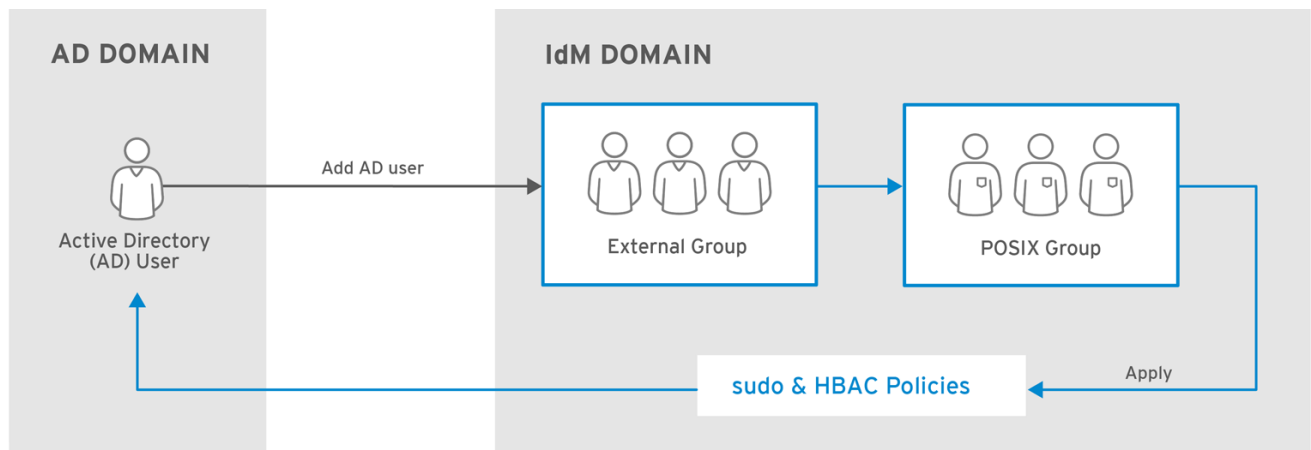 AD DOMAIN
IdM DOMAIN
Add AD user
Active Directory
(AD) User
External Group
POSIX Group
sudo & HBAC Policies
Apply